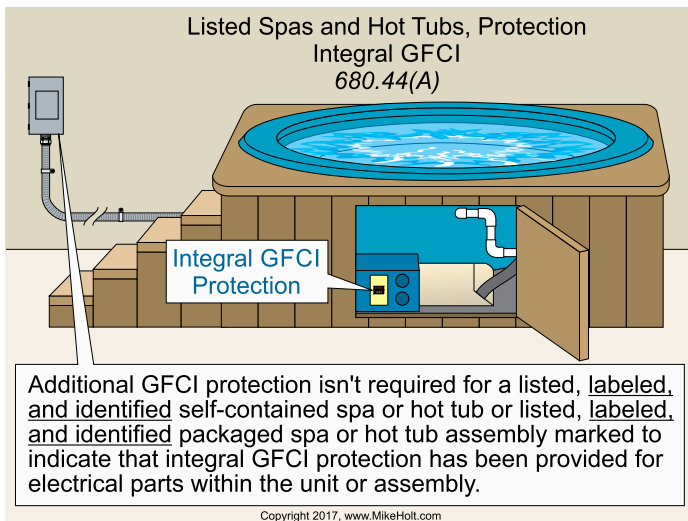 Listed Spas and Hot Tubs, Protection
Integral GFCI
680.44(A)
Integral GFCI
Protection
Additional GFCI protection isn't required for a listed, labeled,
and identified self-contained spa or hot tub or listed, labeled,
and identified packaged spa or hot tub assembly marked to
indicate that integral GFCI protection has been provided for
electrical parts within the unit or assembly.
Copyright 2017, www.MikeHolt.com